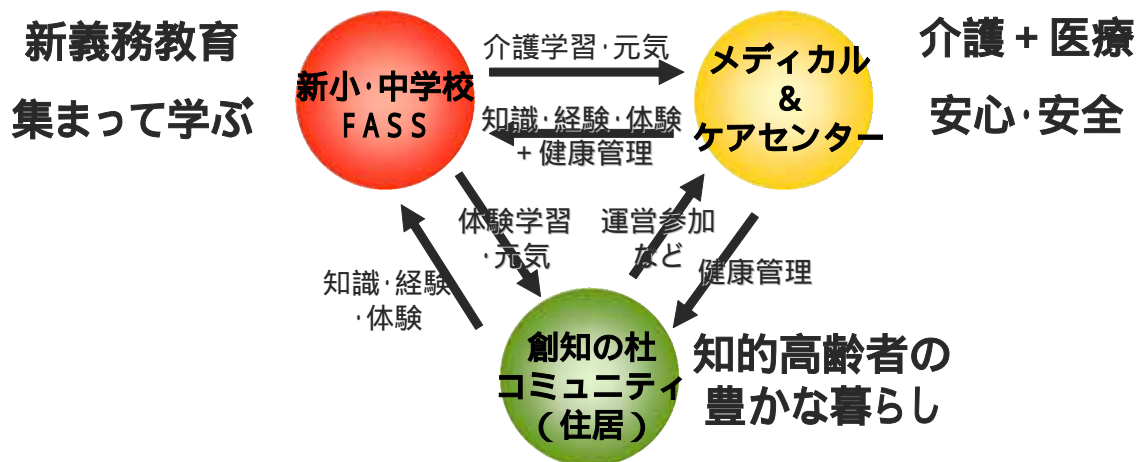 新義務教育
集まって学ぶ
新小・中学校
FASS
介護学習・元気
知識・経験・体験
+健康管理
メディカル
&
ケアセンター
介護+医療
安心・安全
体験学習
・元気
運営参加
など
健康管理
知識・経験
・体験
創知の杜
コミュニティ
(住居)
知的高齢者の
豊かな暮らし